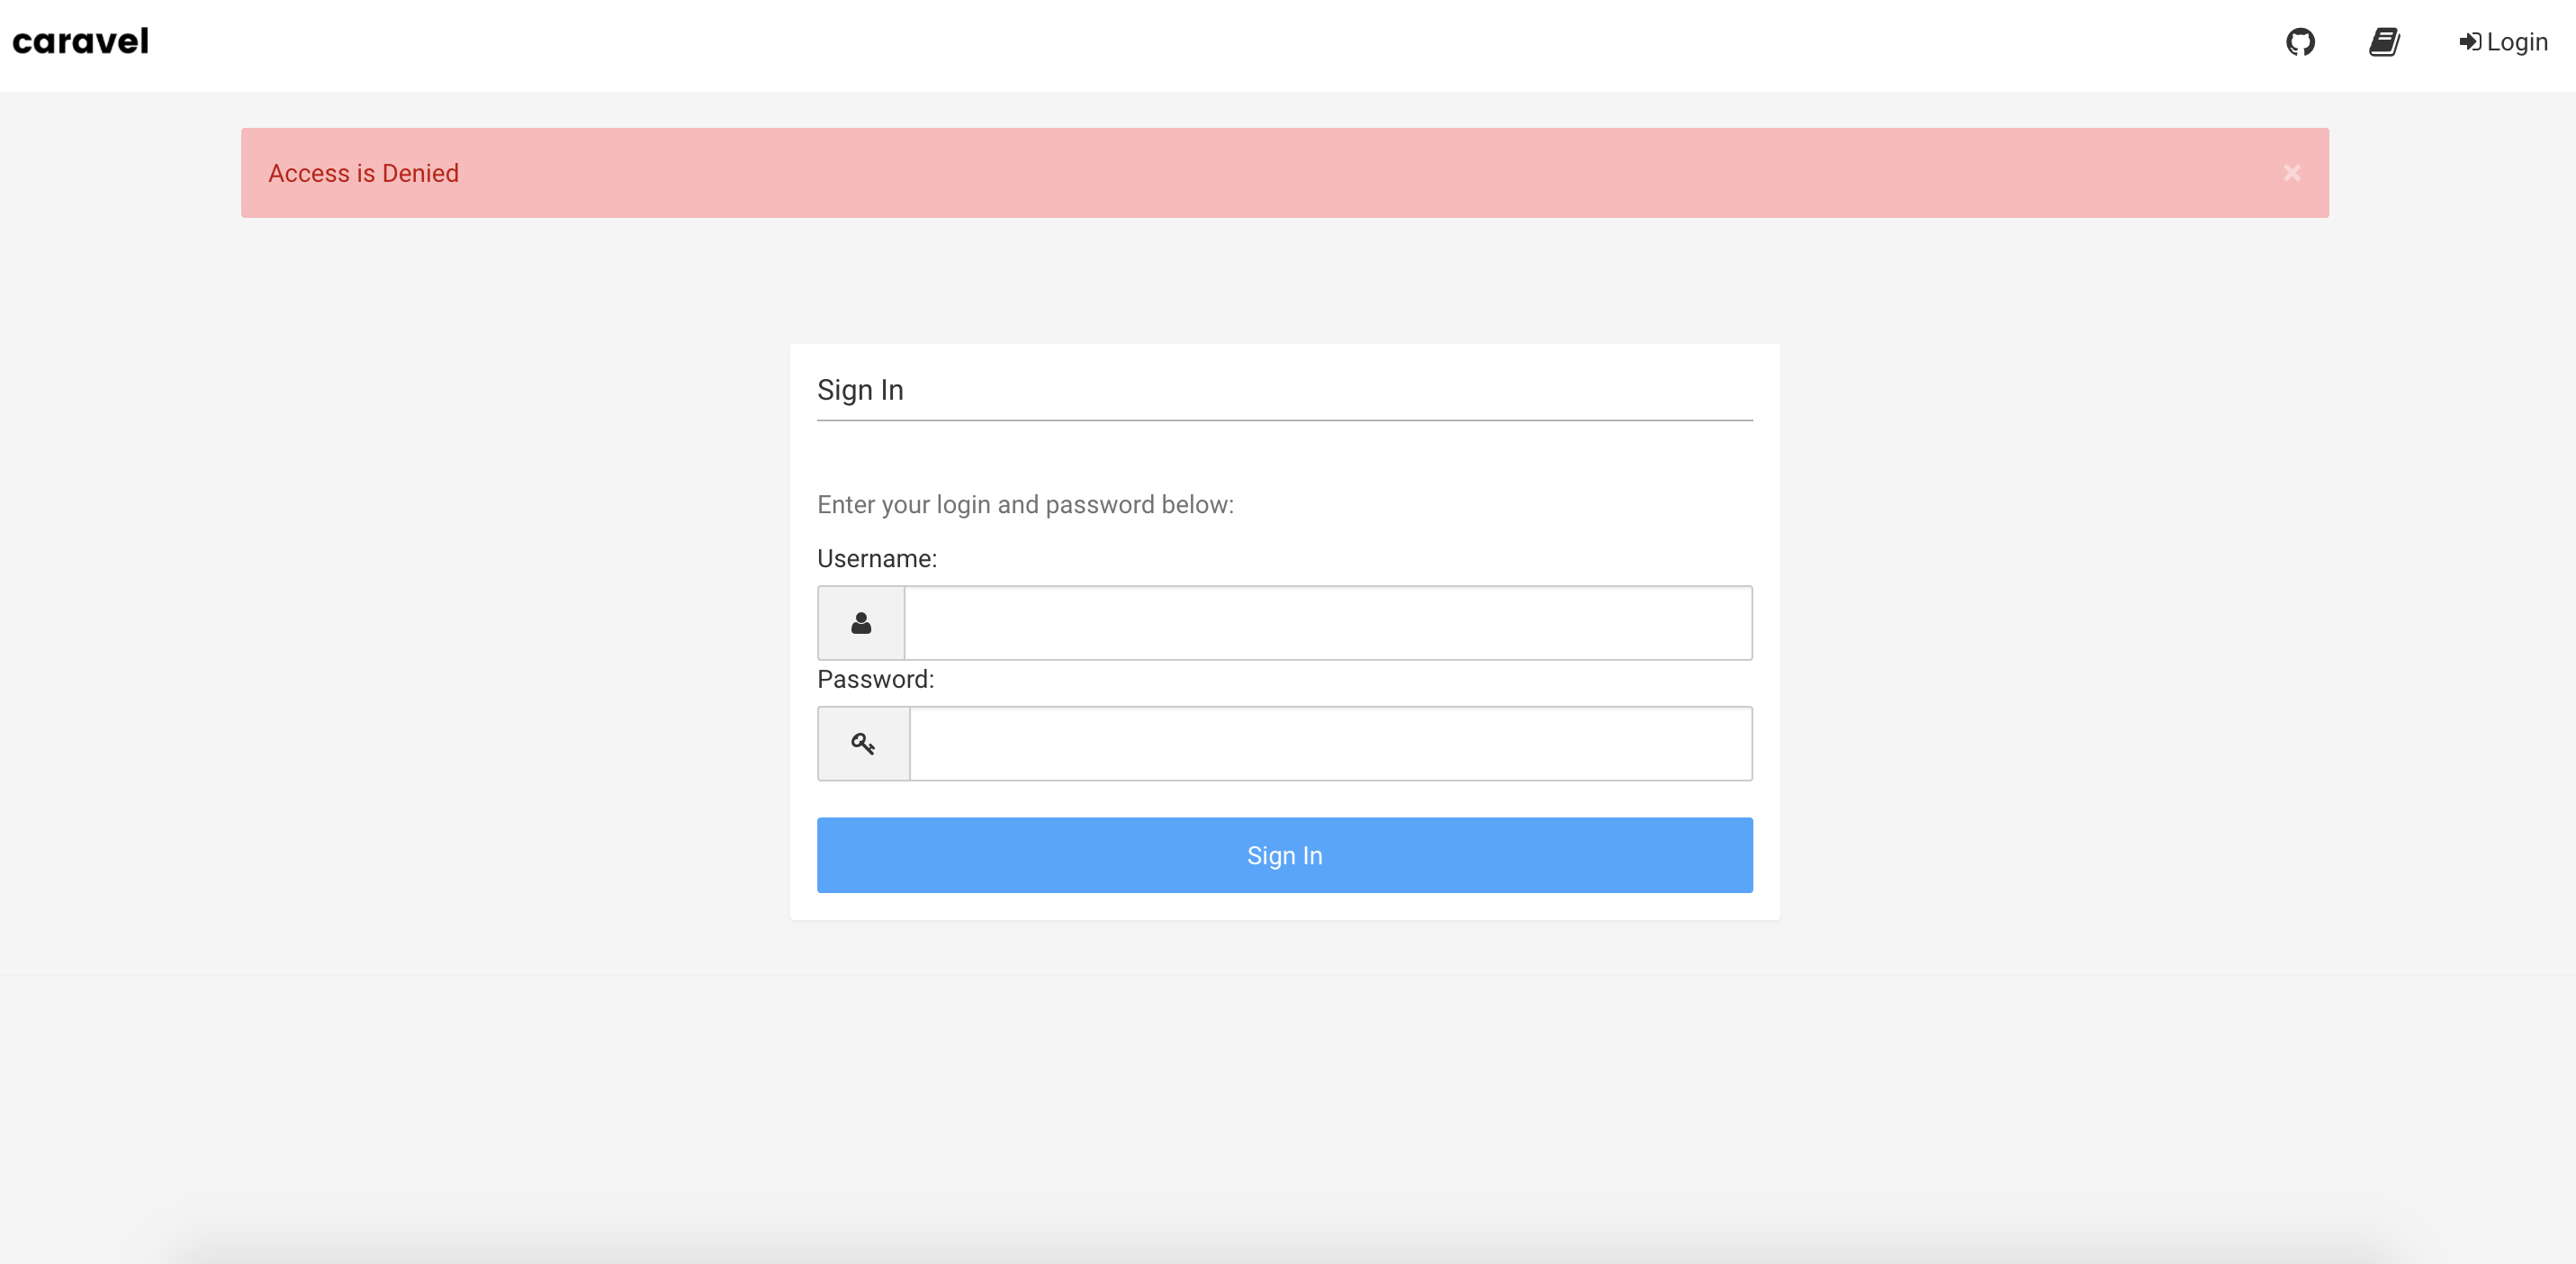 caravel
Login
Access is Denied
×
Sign In
Enter your login and password below:
Username:
Password:
Sign In